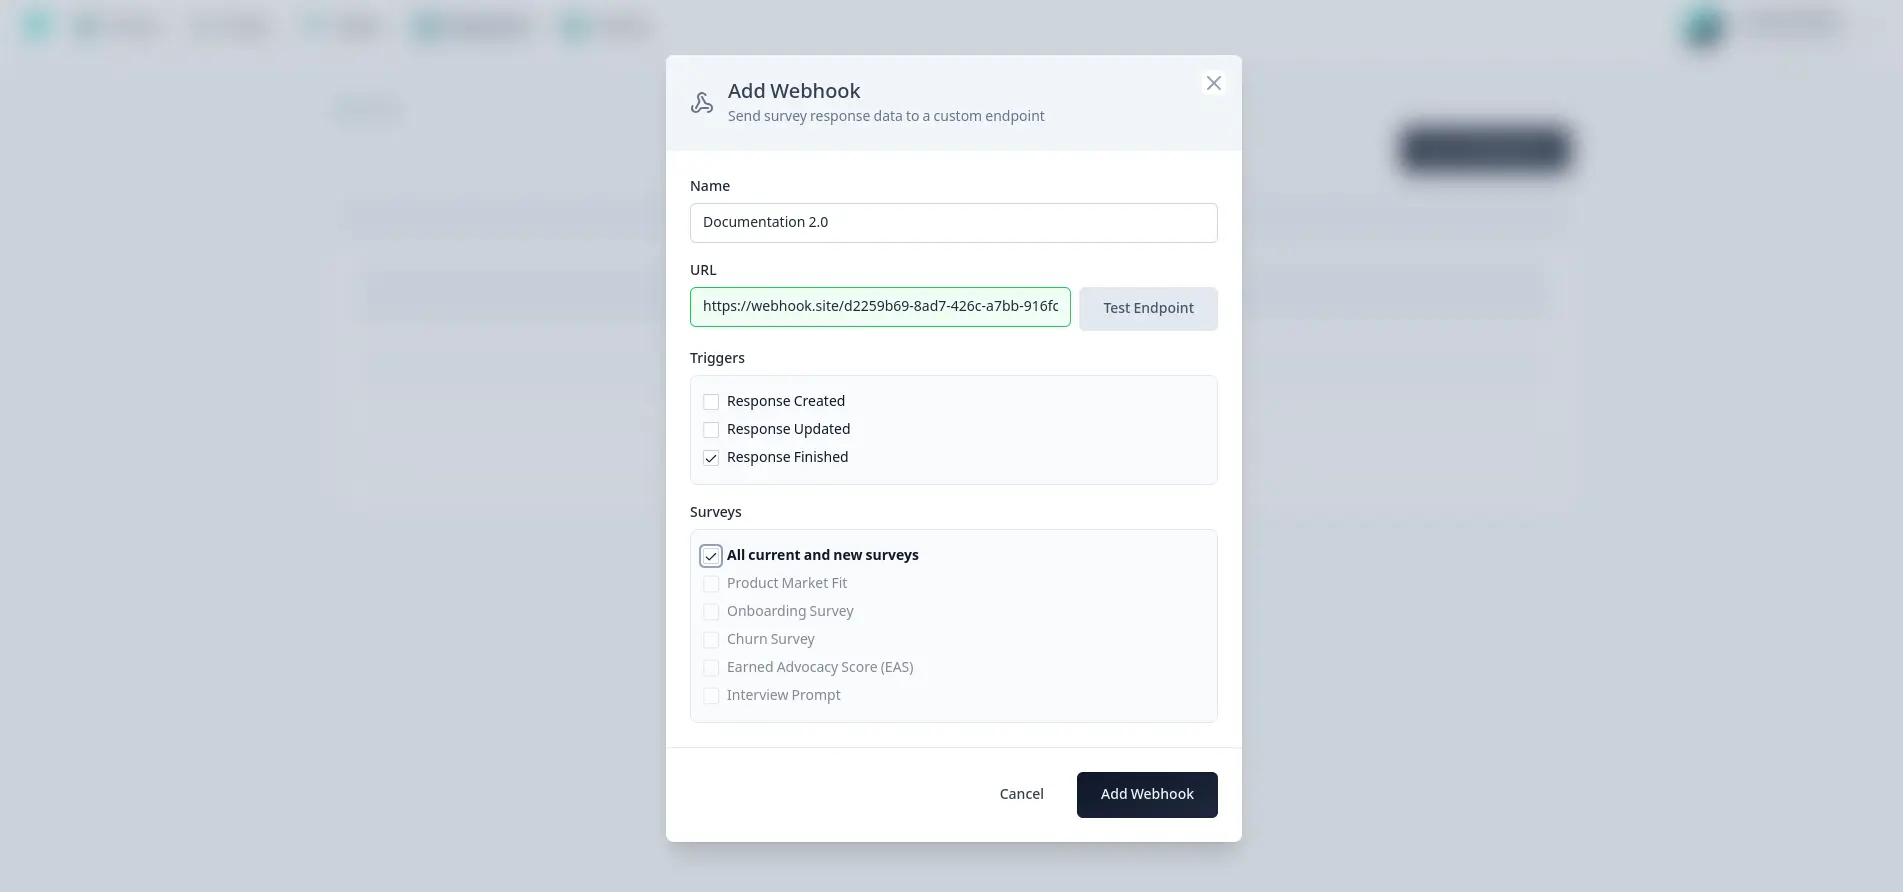 Add Webhook
Send survey response data to a custom endpoint
Name
Documentation 2.0
URL
https://webhook.site/d2259b69-8ad7-426c-a7bb-916fc
Test Endpoint
Triggers
Response Created
Response Updated
Response Finished
Surveys
All current and new surveys
Product Market Fit
Onboarding Survey
Churn Survey
Earned Advocacy Score (EAS)
Interview Prompt
Cancel
Add Webhook